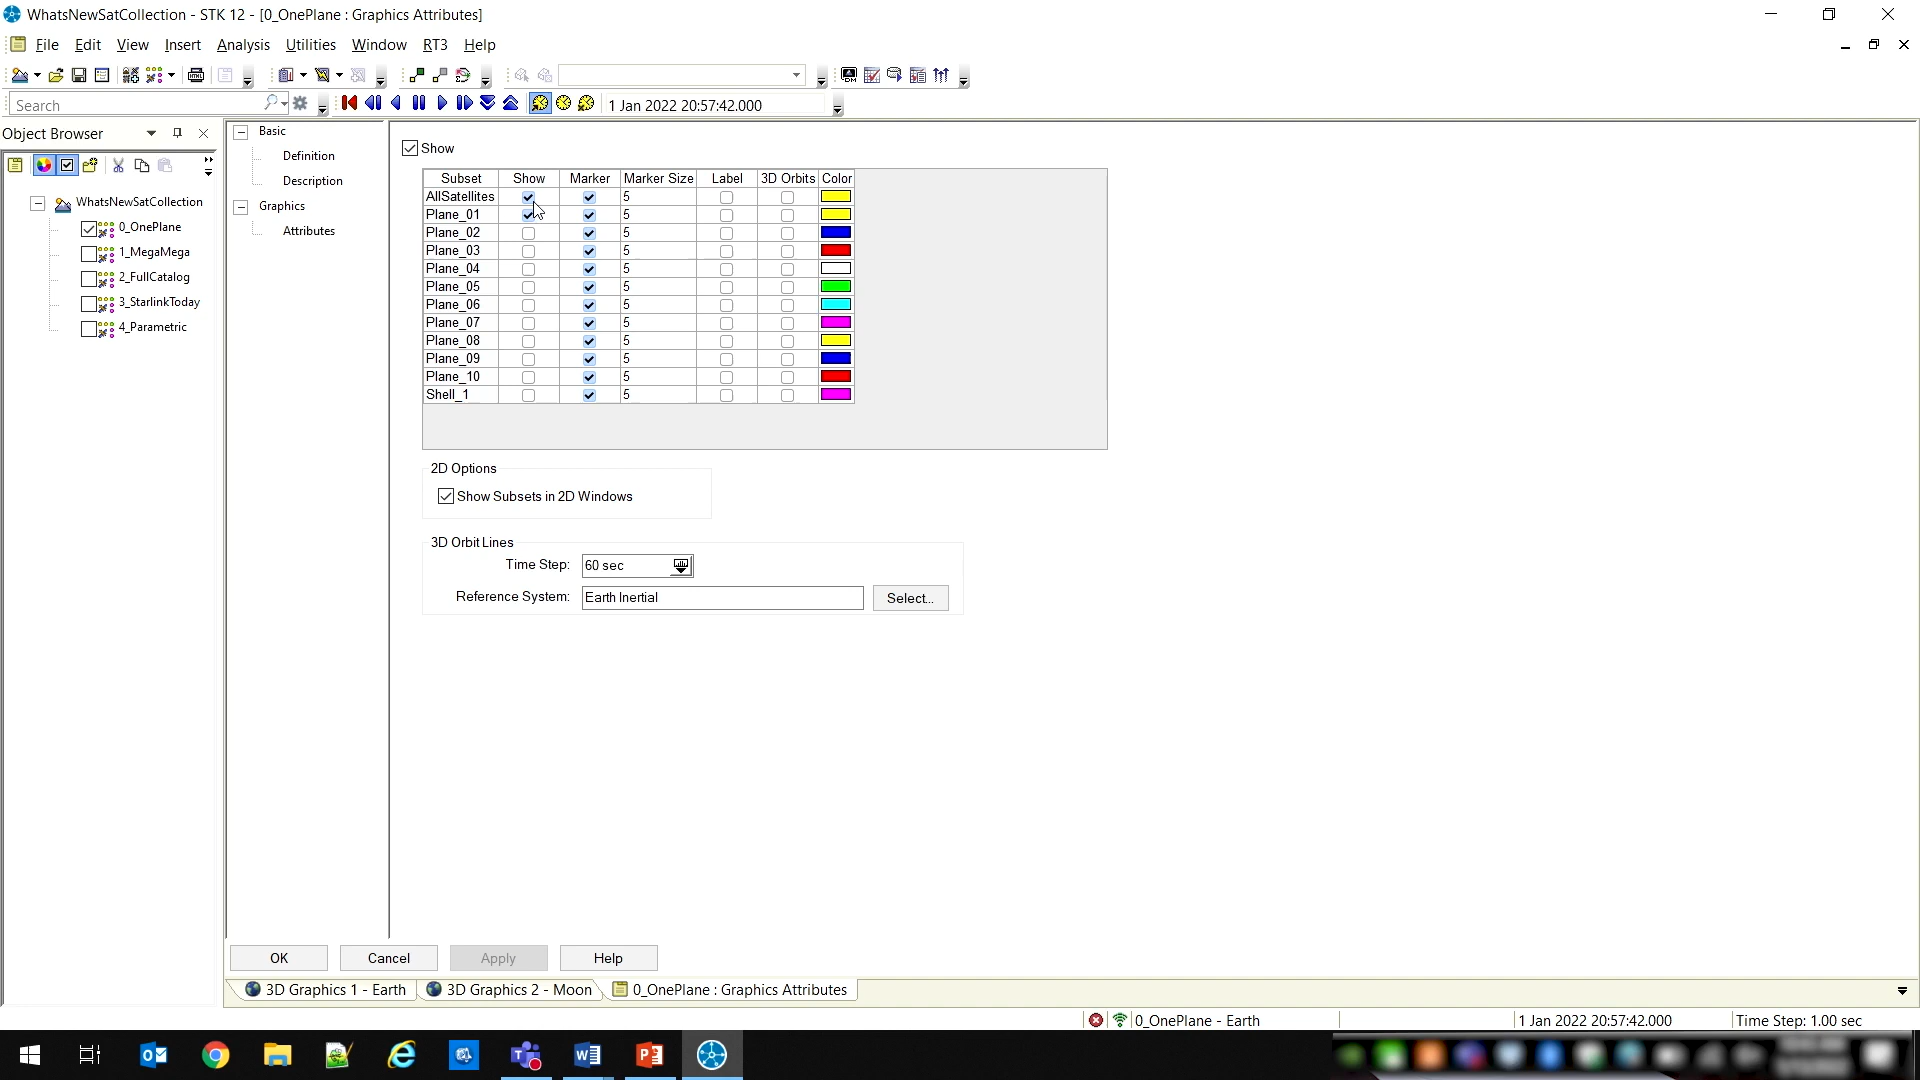 WhatsNewSatCollection - STK 12 - [0_OnePlane : Graphics Attributes]
File Edit View Insert Analysis Utilities Window RT3 Help
Search
1 Jan 2022 20:57:42.000
Object Browser
WhatsNewSatCollection
0_OnePlane
1_MegaMega
2_FullCatalog
3_StarlinkToday
4_Parametric
Basic
Definition
Description
Graphics
Attributes
Show
Subset Show Marker Marker Size Label 3D Orbits Color
AllSatellites 5
Plane_01 5
Plane_02 5
Plane_03 5
Plane_04 5
Plane_05 5
Plane_06 5
Plane_07 5
Plane_08 5
Plane_09 5
Plane_10 5
Shell_1 5
2D Options
Show Subsets in 2D Windows
3D Orbit Lines
Time Step: 60 sec
Reference System: Earth Inertial Select...
OK Cancel Apply Help
3D Graphics 1 - Earth 3D Graphics 2 - Moon 0_OnePlane : Graphics Attributes
0_OnePlane - Earth 1 Jan 2022 20:57:42.000 Time Step: 1.00 sec